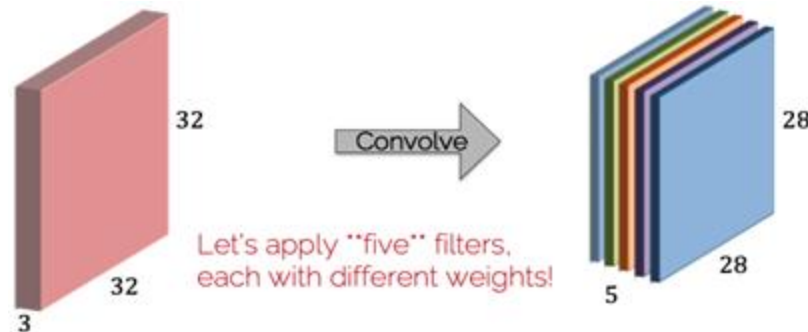 32
32
3
Convolve
Let's apply **five** filters,
each with different weights!
28
28
5